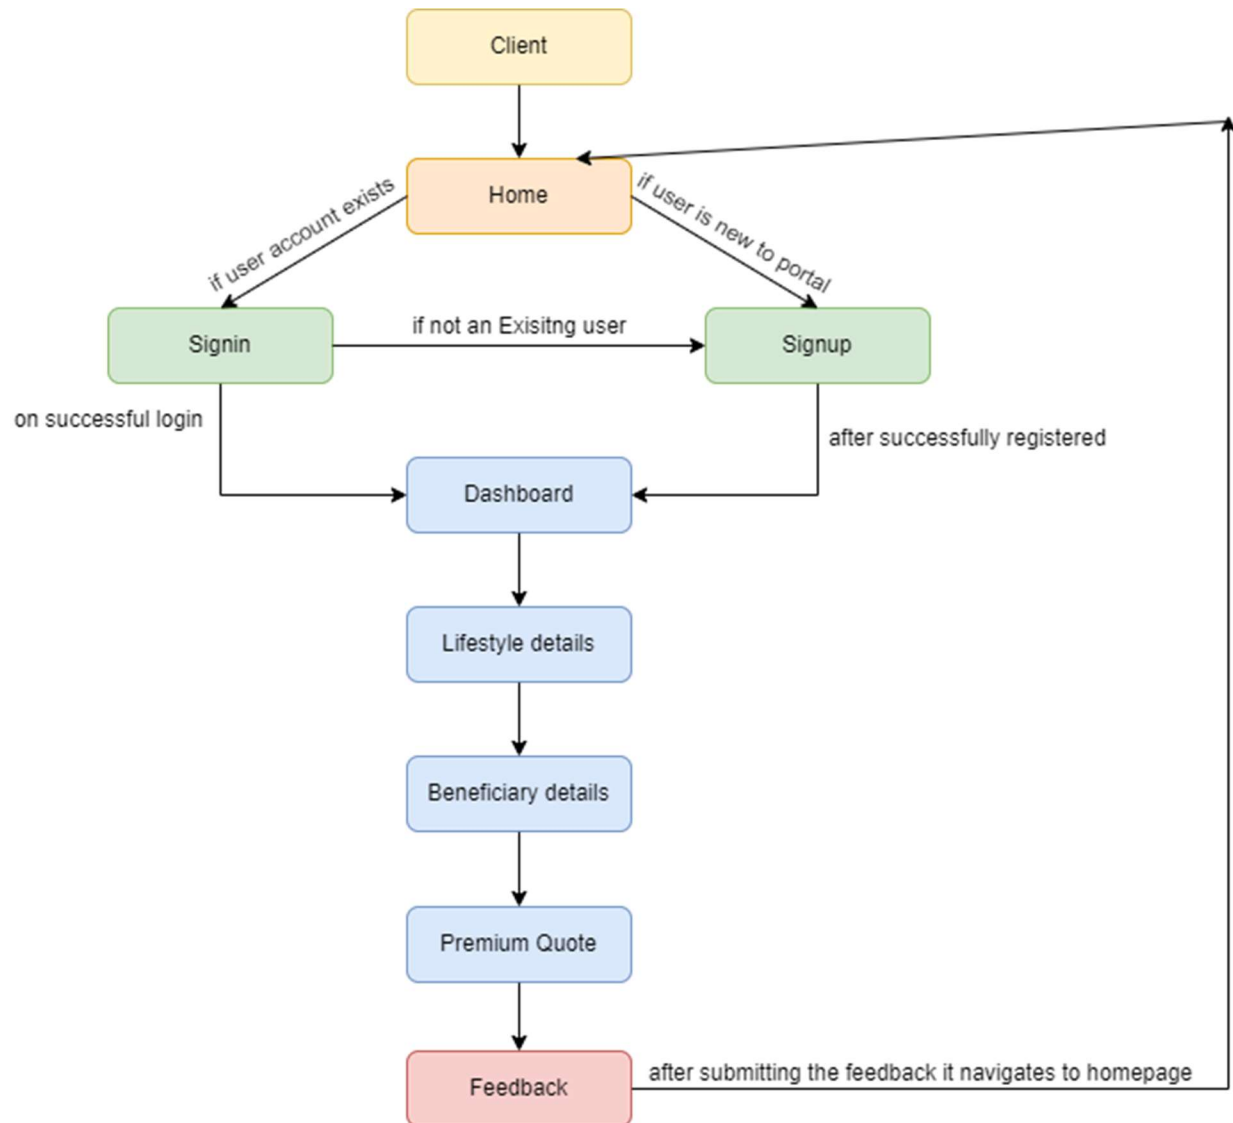 Client
Home
if user account exists
if user is new to portal
Signin
if not an Exisitng user
Signup
on successful login
after successfully registered
Dashboard
Lifestyle details
Beneficiary details
Premium Quote
Feedback
after submitting the feedback it navigates to homepage